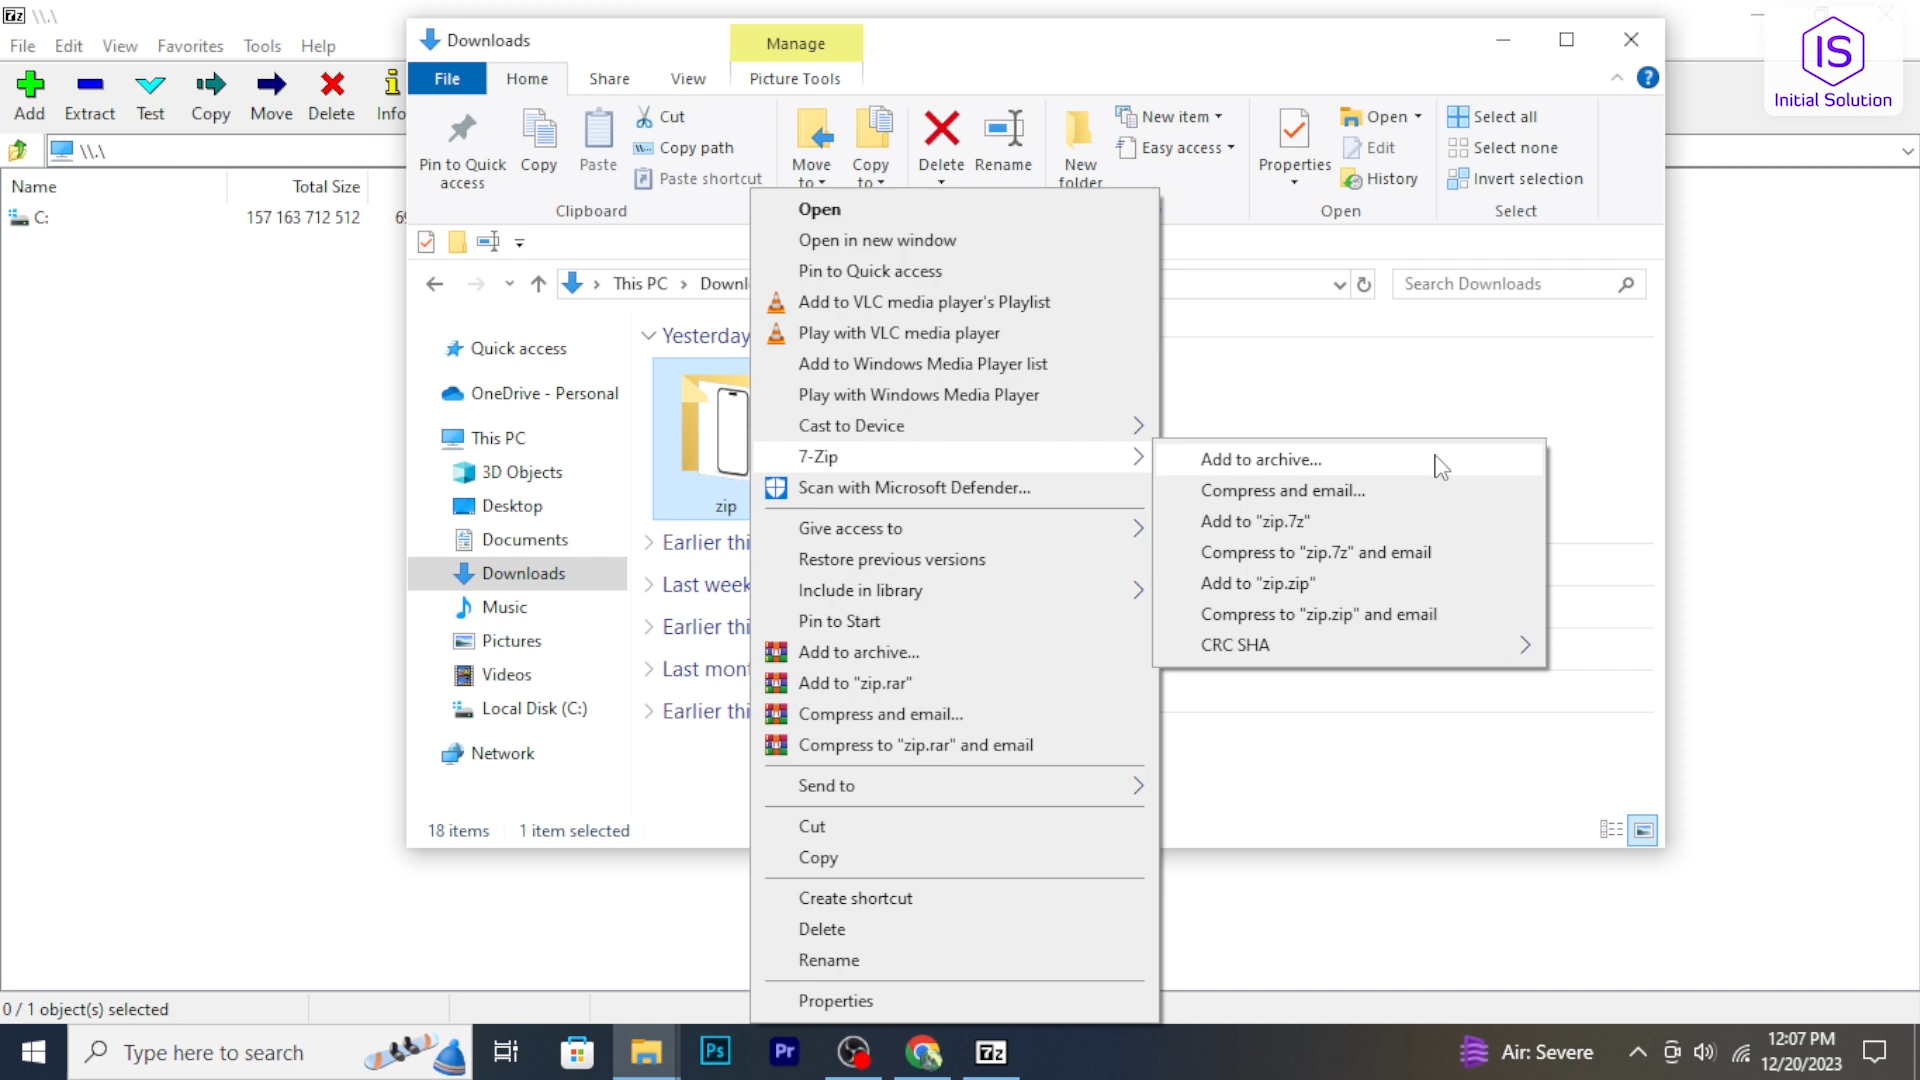 7z \\.\
File Edit View Favorites Tools Help
Add Extract Test Copy Move Delete Info
\\.\
Name Total Size
C: 157 163 712 512 69
0 / 1 object(s) selected
Downloads
Manage
File Home Share View Picture Tools
Pin to Quick access
Copy
Paste
Cut
Copy path
Paste shortcut
Clipboard
Move to
Copy to
Delete
Rename
New folder
New item
Easy access
Properties
Open
Edit
History
Open
Select all
Select none
Invert selection
Select
This PC > Downl
Search Downloads
Quick access
OneDrive - Personal
This PC
3D Objects
Desktop
Documents
Downloads
Music
Pictures
Videos
Local Disk (C:)
Network
Yesterday
zip
Earlier thi
Last week
Earlier thi
Last mont
Earlier thi
18 items 1 item selected
Open
Open in new window
Pin to Quick access
Add to VLC media player's Playlist
Play with VLC media player
Add to Windows Media Player list
Play with Windows Media Player
Cast to Device
7-Zip
Scan with Microsoft Defender...
Give access to
Restore previous versions
Include in library
Pin to Start
Add to archive...
Add to "zip.rar"
Compress and email...
Compress to "zip.rar" and email
Send to
Cut
Copy
Create shortcut
Delete
Rename
Properties
Add to archive...
Compress and email...
Add to "zip.7z"
Compress to "zip.7z" and email
Add to "zip.zip"
Compress to "zip.zip" and email
CRC SHA
IS
Initial Solution
Type here to search
Ps
Pr
7z
Air: Severe
12:07 PM
12/20/2023